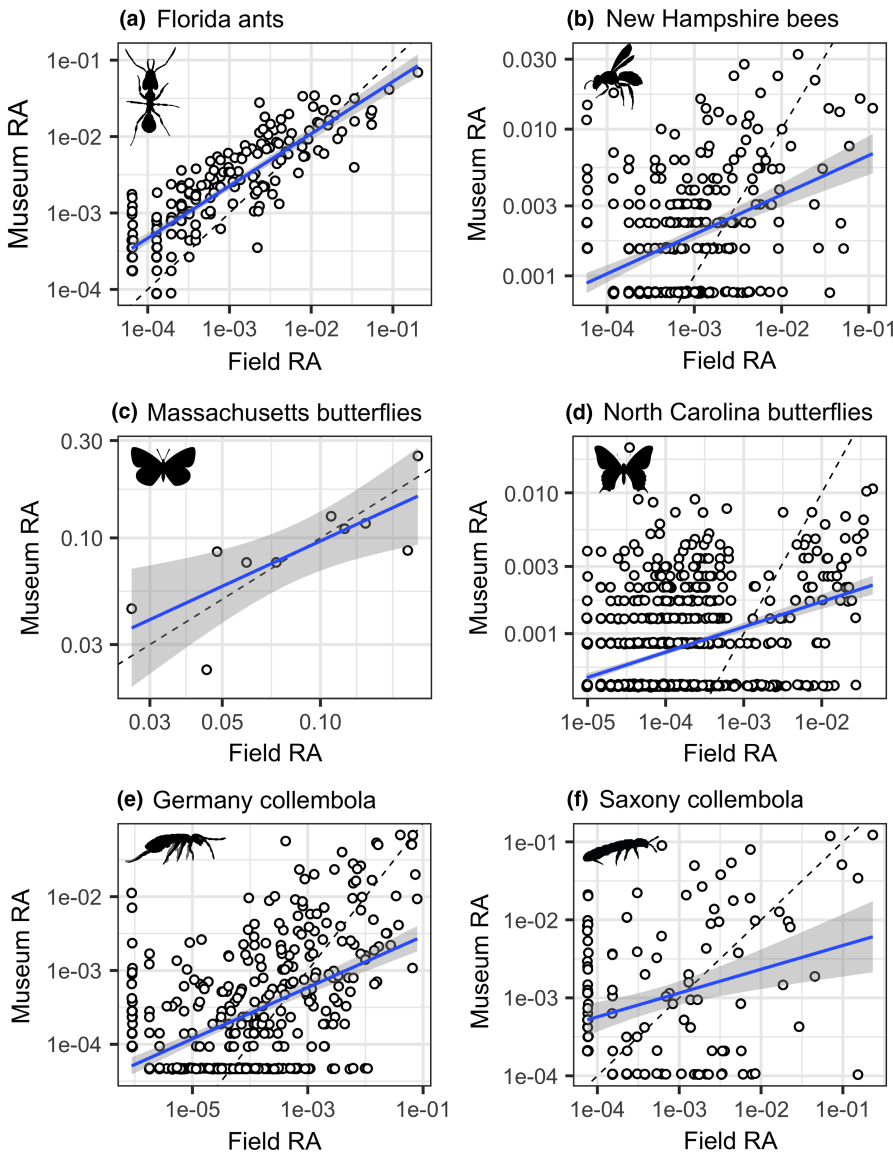 (a) Florida ants
1e-01
1e-02
1e-03
1e-04
Museum RA
1e-04 1e-03 1e-02 1e-01
Field RA
(b) New Hampshire bees
0.030
0.010
0.003
0.001
Museum RA
1e-04 1e-03 1e-02 1e-01
Field RA
(c) Massachusetts butterflies
0.30
0.10
0.03
Museum RA
0.03 0.05 0.10
Field RA
(d) North Carolina butterflies
0.010
0.003
0.001
Museum RA
1e-05 1e-04 1e-03 1e-02
Field RA
(e) Germany collembola
1e-02
1e-03
1e-04
Museum RA
1e-05 1e-03 1e-01
Field RA
(f) Saxony collembola
1e-01
1e-02
1e-03
1e-04
Museum RA
1e-04 1e-03 1e-02 1e-01
Field RA